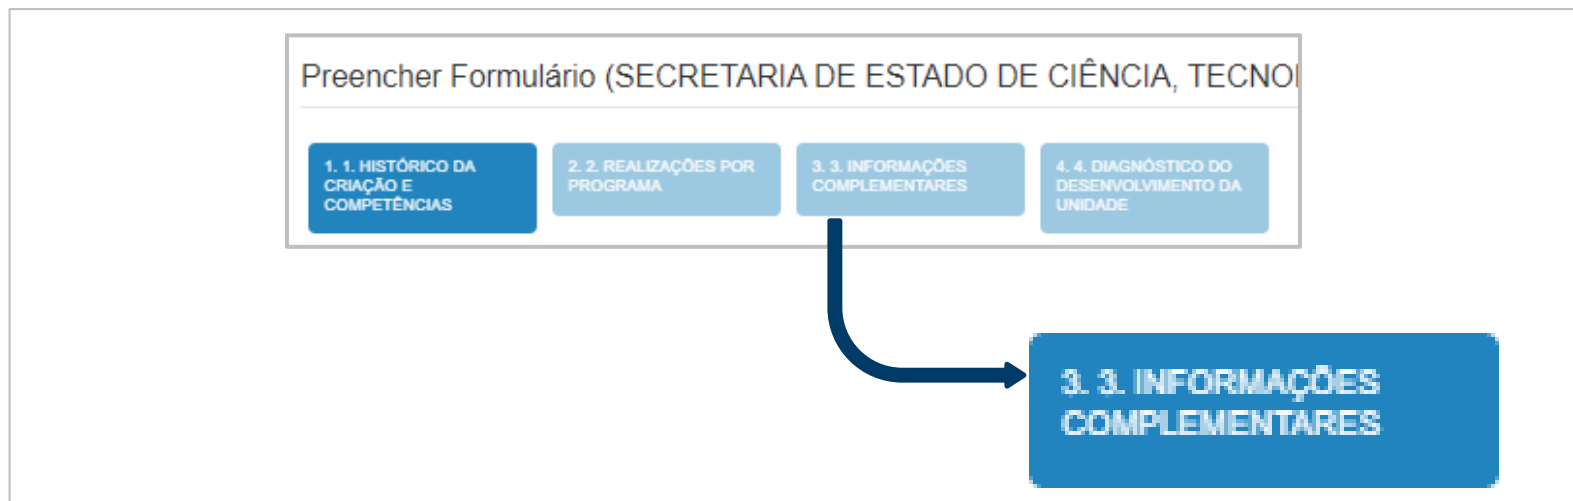 Preencher Formulário (SECRETARIA DE ESTADO DE CIÊNCIA,
1. 1. HISTÓRICO DA
CRIAÇÃO E
COMPETÊNCIAS
2. 2. REALIZAÇÕES POR
PROGRAMA
3. 3. INFORMAÇÕES
COMPLEMENTARES
4. 4. DIAGNÓSTICO DO
DESENVOLVIMENTO DA
UNIDADE
3. 3. INFORMAÇÕES
COMPLEMENTARES